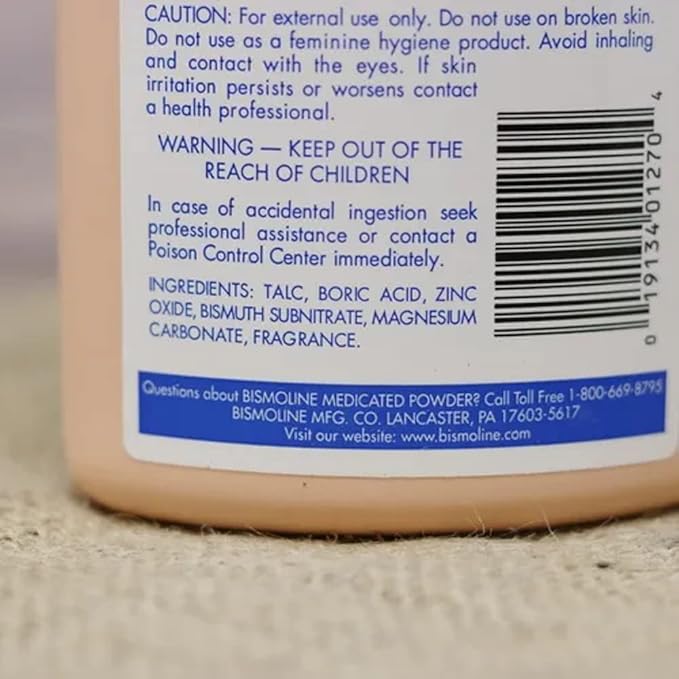 CAUTION: For external use only. Do not use on broken skin.
Do not use as a feminine hygiene product. Avoid inhaling
and contact with the eyes. If skin
irritation persists or worsens contact
a health professional.
WARNING — KEEP OUT OF THE
REACH OF CHILDREN
In case of accidental ingestion seek
professional assistance or contact a
Poison Control Center immediately.
INGREDIENTS: TALC, BORIC ACID, ZINC
OXIDE, BISMUTH SUBNITRATE, MAGNESIUM
CARBONATE, FRAGRANCE.
0 19134 01270 4
Questions about BISMOLINE MEDICATED POWDER? Call Toll Free 1-800-669-8795
BISMOLINE MFG. CO. LANCASTER, PA 17603-5617
Visit our website: www.bismoline.com